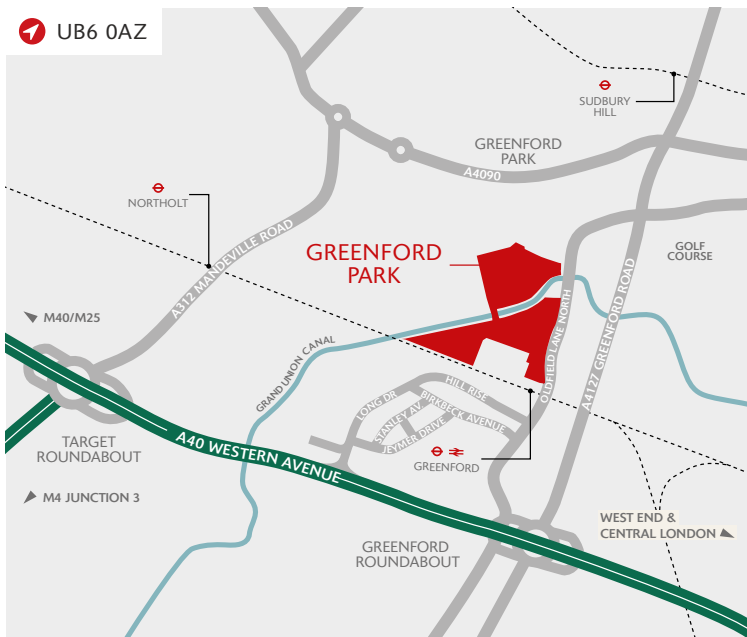 UB6 0AZ
SUDBURY
HILL
GREENFORD
PARK
A4090
NORTHOLT
A312 MANDEVILLE ROAD
GREENFORD
PARK
GOLF
COURSE
M40/M25
GRAND UNION CANAL
OLDFIELD LANE NORTH
A4127 GREENFORD ROAD
HILL RISE
LONG DR
BIRKBECK AVENUE
STANLEY AV
JEYMER DRIVE
TARGET
ROUNDABOUT
A40 WESTERN AVENUE
GREENFORD
M4 JUNCTION 3
WEST END &
CENTRAL LONDON
GREENFORD
ROUNDABOUT